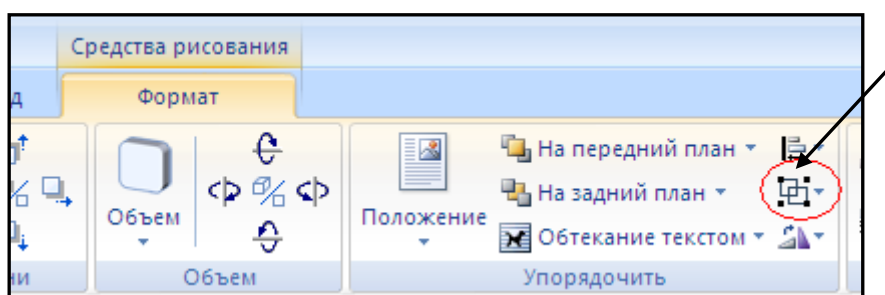 Средства рисования
Формат
На передний план
На задний план
Объем
Положение
Обтекание текстом
Объем
Упорядочить